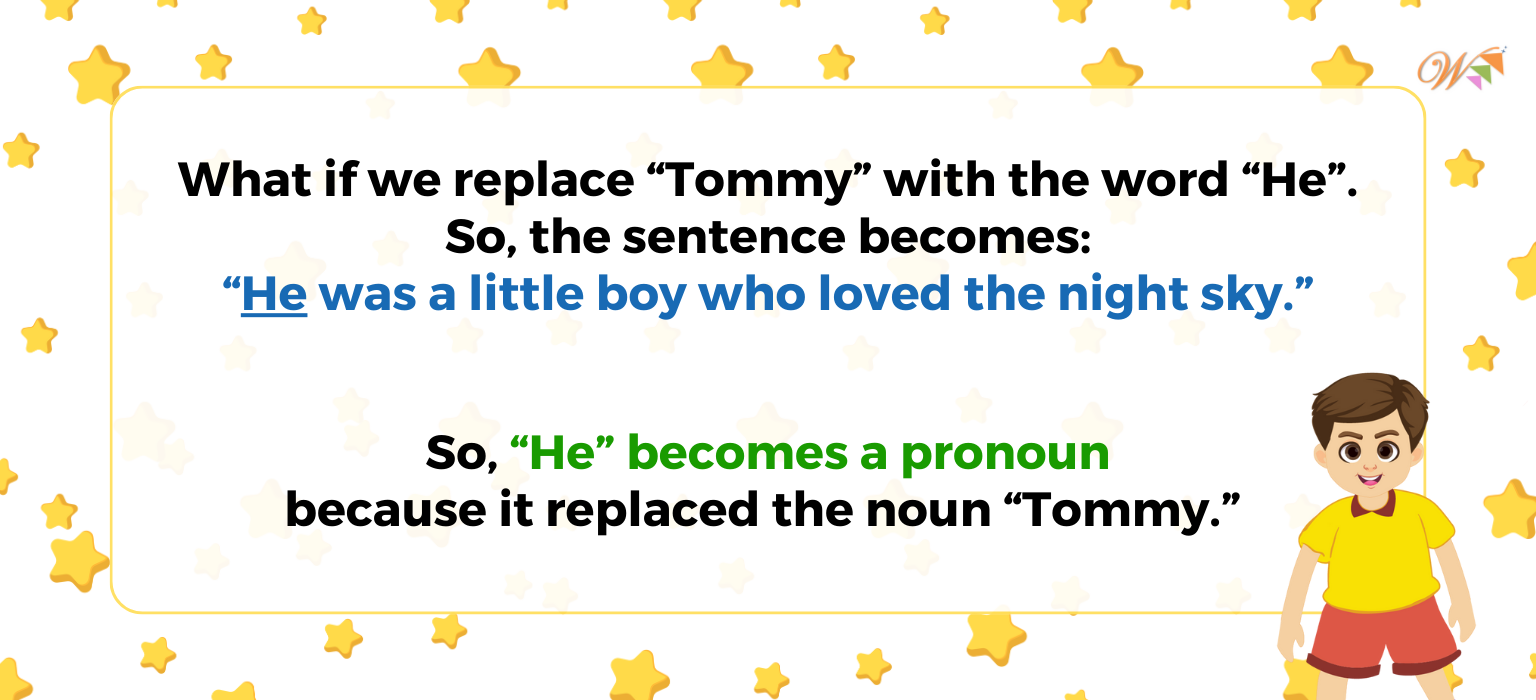 What if we replace “Tommy” with the word “He”.
So, the sentence becomes:
“He was a little boy who loved the night sky.”
So, “He” becomes a pronoun
because it replaced the noun “Tommy.”
W